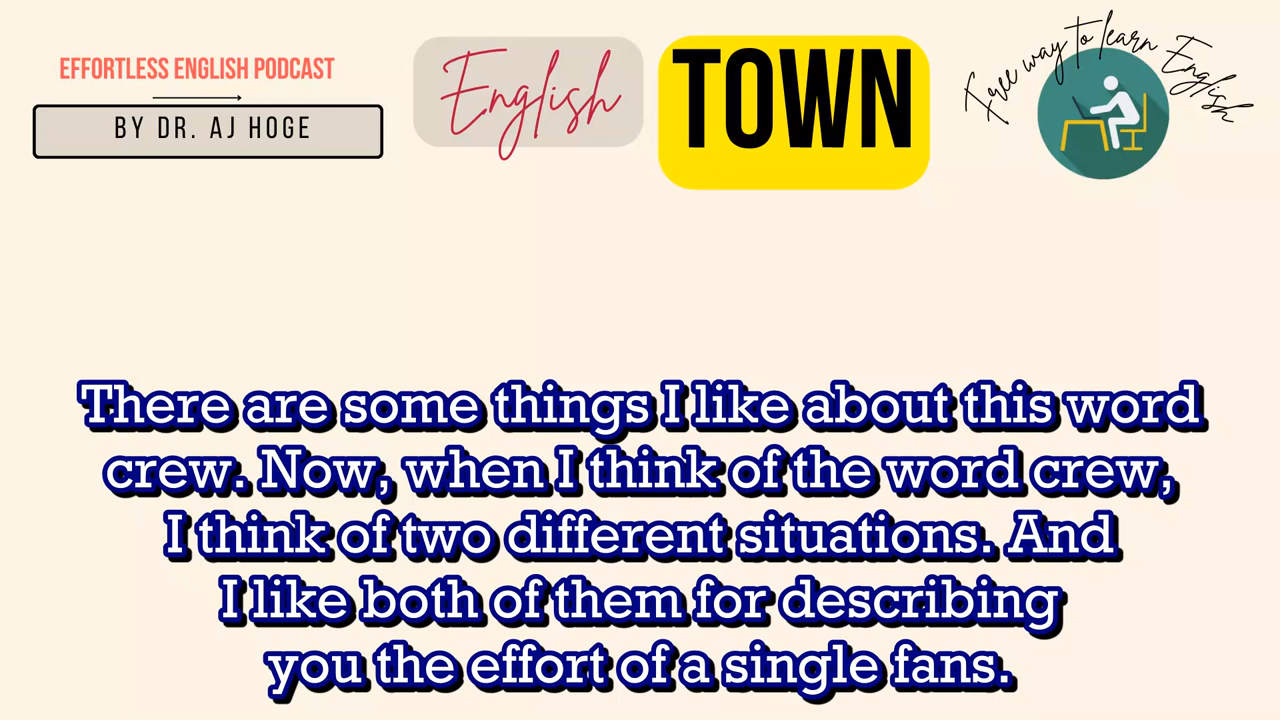 EFFORTLESS ENGLISH PODCAST
BY DR. AJ HOGE
English
TOWN
Free way to learn English
There are some things I like about this word
crew. Now, when I think of the word crew,
I think of two different situations. And
I like both of them for describing
you the effort of a single fans.